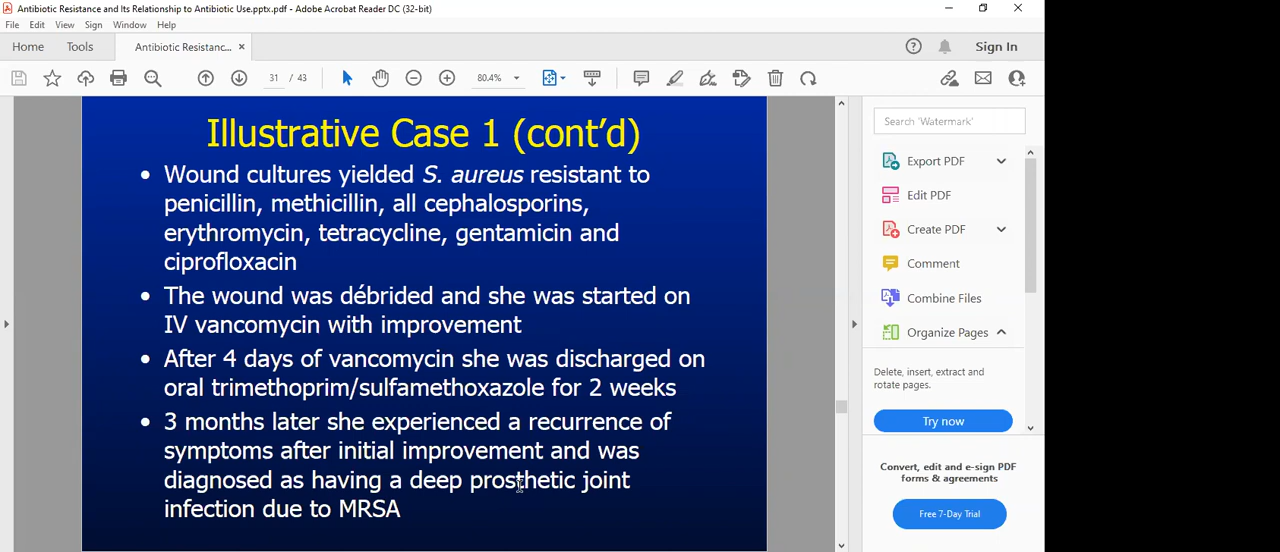 Antibiotic Resistance and Its Relationship to Antibiotic Use.pptx.pdf - Adobe Acrobat Reader DC (32-bit)
File Edit View Sign Window Help
Home Tools Antibiotic Resistanc... × Sign In
31 / 43 80.4%
Illustrative Case 1 (cont’d)
• Wound cultures yielded S. aureus resistant to
penicillin, methicillin, all cephalosporins,
erythromycin, tetracycline, gentamicin and
ciprofloxacin
• The wound was débrided and she was started on
IV vancomycin with improvement
• After 4 days of vancomycin she was discharged on
oral trimethoprim/sulfamethoxazole for 2 weeks
• 3 months later she experienced a recurrence of
symptoms after initial improvement and was
diagnosed as having a deep prosthetic joint
infection due to MRSA
Search 'Watermark'
Export PDF
Edit PDF
Create PDF
Comment
Combine Files
Organize Pages
Delete, insert, extract and
rotate pages.
Try now
Convert, edit and e-sign PDF
forms & agreements
Free 7-Day Trial